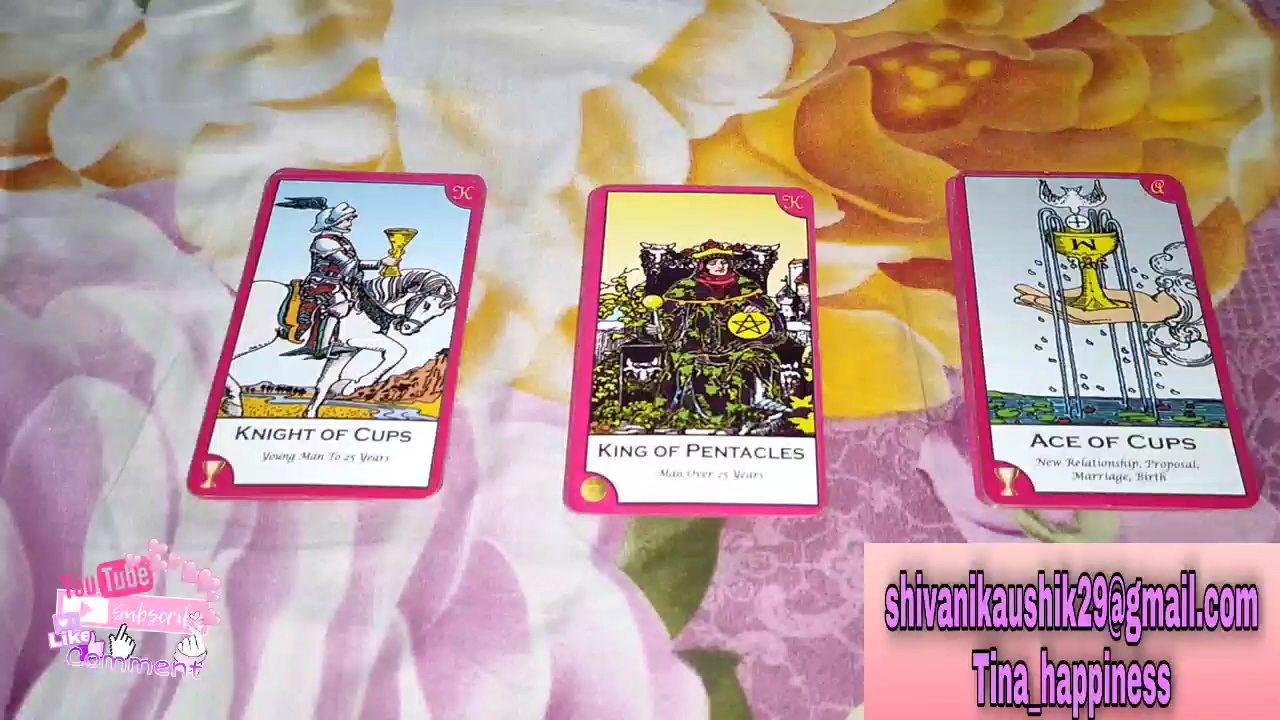 K
KNIGHT OF CUPS
Young Man To 25 Years
K
KING OF PENTACLES
Man Over 25 Years
A
ACE OF CUPS
New Relationship, Proposal,
Marriage, Birth
YouTube
Subscribe
Like
Comment
shivanikaushik29@gmail.com
Tina_happiness